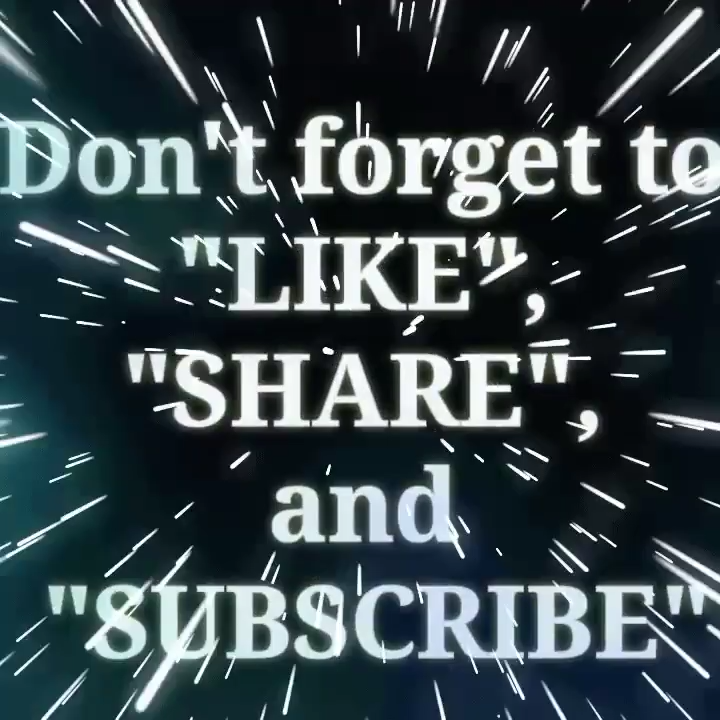 Don't forget to
"LIKE",
"SHARE",
and
"SUBSCRIBE"